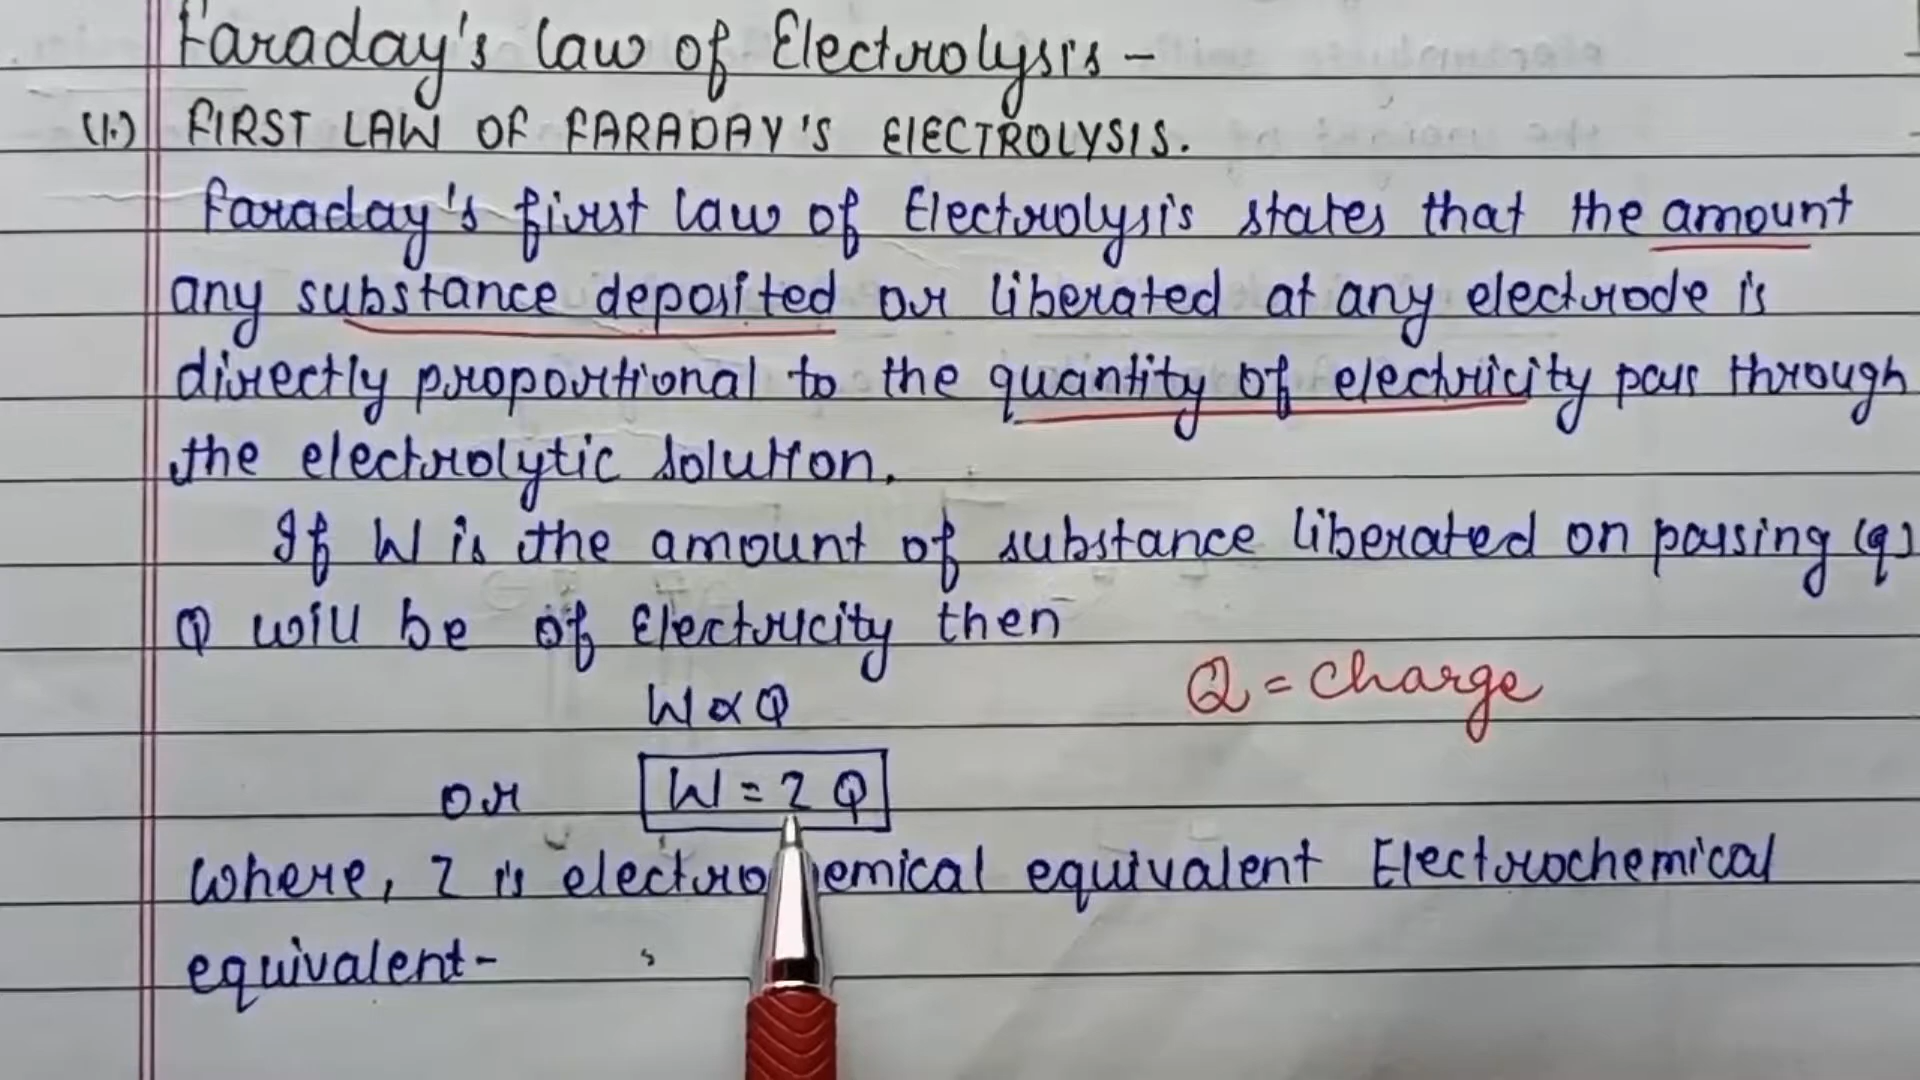 Faraday's law of Electrolysis -
(1.) FIRST LAW OF FARADAY'S ElECTROLYSIS.
Faraday's first law of Electrolysis states that the amount
any substance deposited or liberated at any electrode is
directly proportional to the quantity of electricity pass through
the electrolytic solution.
If W is the amount of substance liberated on passing (q)
Q will be of Electricity then
W ∝ Q
Q = charge
or W = Z Q
where, Z is electrochemical equivalent Electrochemical
equivalent-